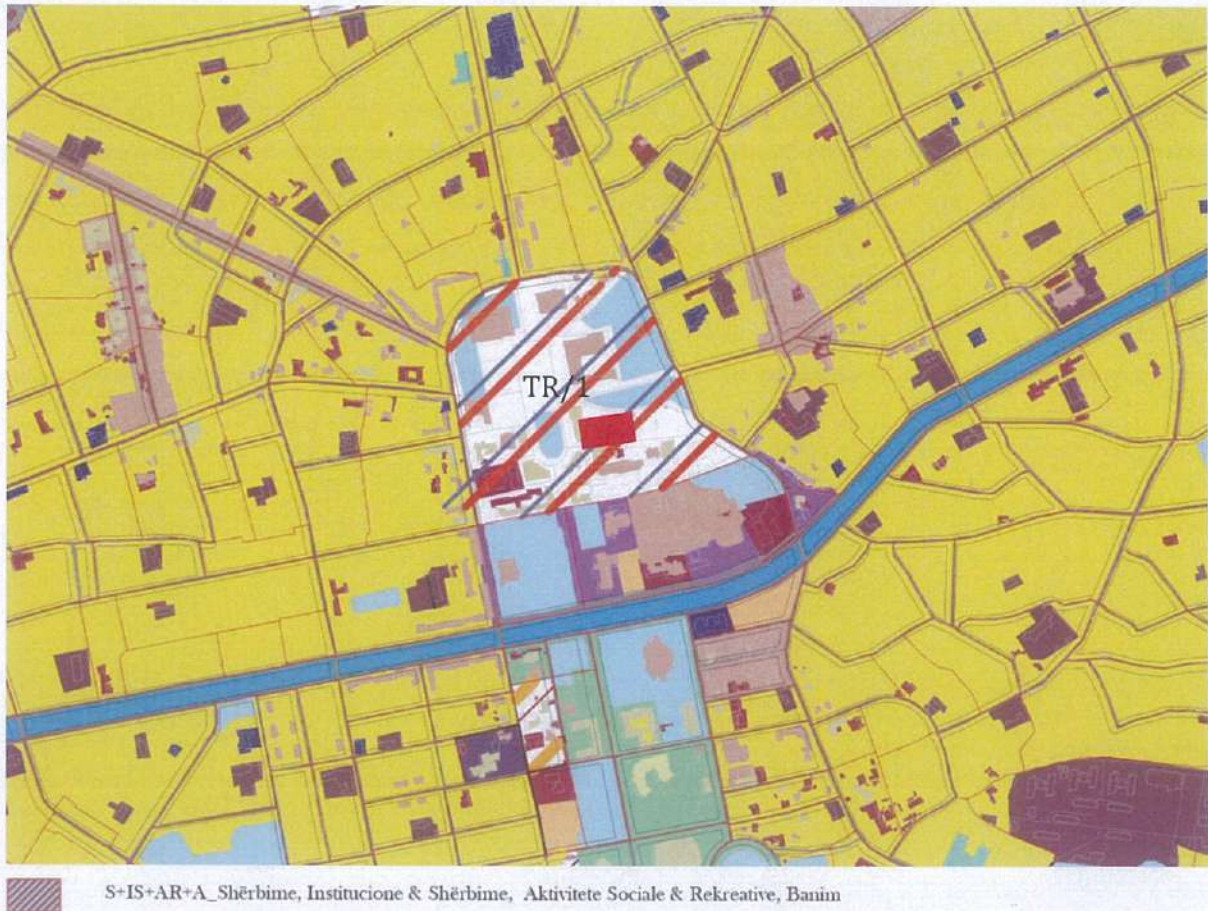 TR/1
S+IS+AR+A_Shërbime, Institucione & Shërbime, Aktivitete Sociale & Rekreative, Banim